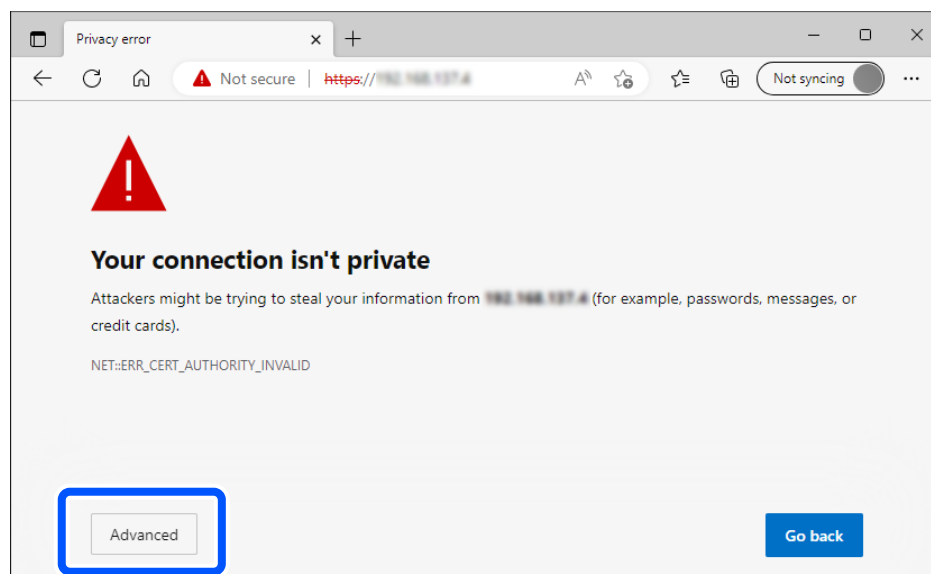 Privacy error
Not secure | https://
Not syncing
Your connection isn't private
Attackers might be trying to steal your information from (for example, passwords, messages, or
credit cards).
NET::ERR_CERT_AUTHORITY_INVALID
Advanced
Go back